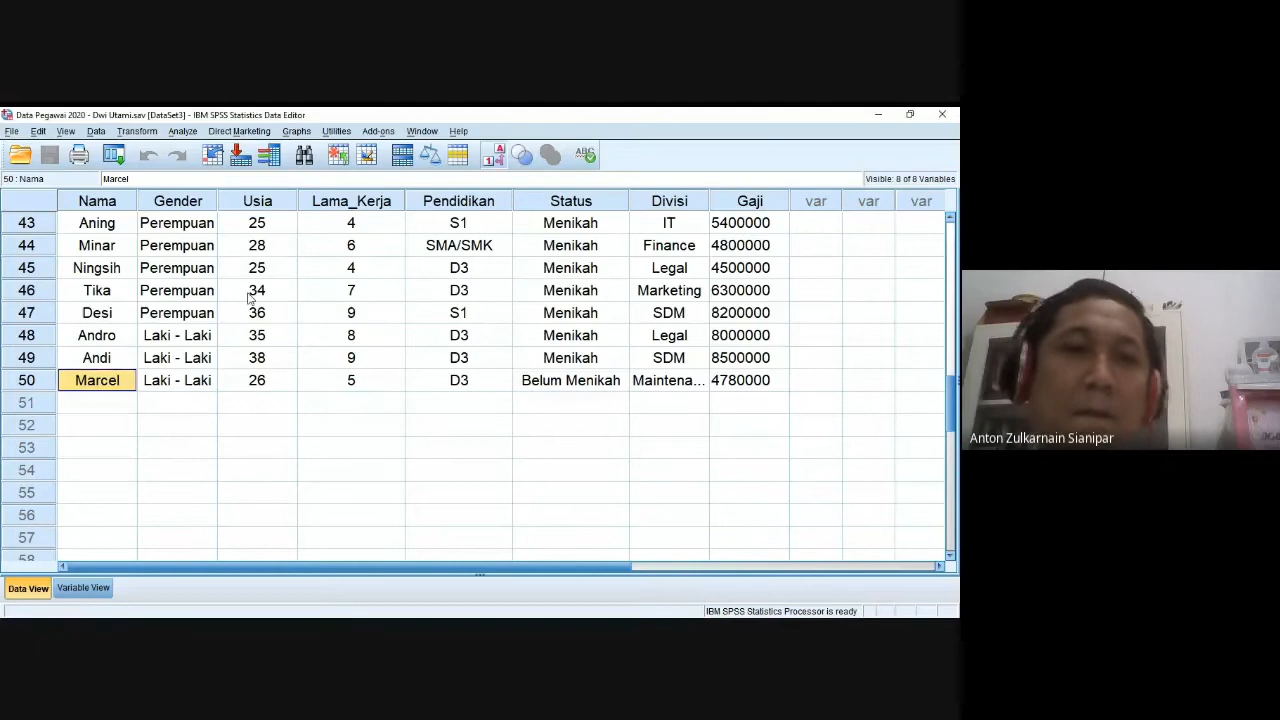 Data Pegawai 2020 - Dwi Utami.sav [DataSet3] - IBM SPSS Statistics Data Editor
File Edit View Data Transform Analyze Direct Marketing Graphs Utilities Add-ons Window Help
50 : Nama Marcel Visible: 8 of 8 Variables
Nama Gender Usia Lama_Kerja Pendidikan Status Divisi Gaji var var var
43 Aning Perempuan 25 4 S1 Menikah IT 5400000
44 Minar Perempuan 28 6 SMA/SMK Menikah Finance 4800000
45 Ningsih Perempuan 25 4 D3 Menikah Legal 4500000
46 Tika Perempuan 34 7 D3 Menikah Marketing 6300000
47 Desi Perempuan 36 9 S1 Menikah SDM 8200000
48 Andro Laki - Laki 35 8 D3 Menikah Legal 8000000
49 Andi Laki - Laki 38 9 D3 Menikah SDM 8500000
50 Marcel Laki - Laki 26 5 D3 Belum Menikah Maintena... 4780000
51
52
53
54
55
56
57
58
Anton Zulkarnain Sianipar
Data View Variable View
IBM SPSS Statistics Processor is ready